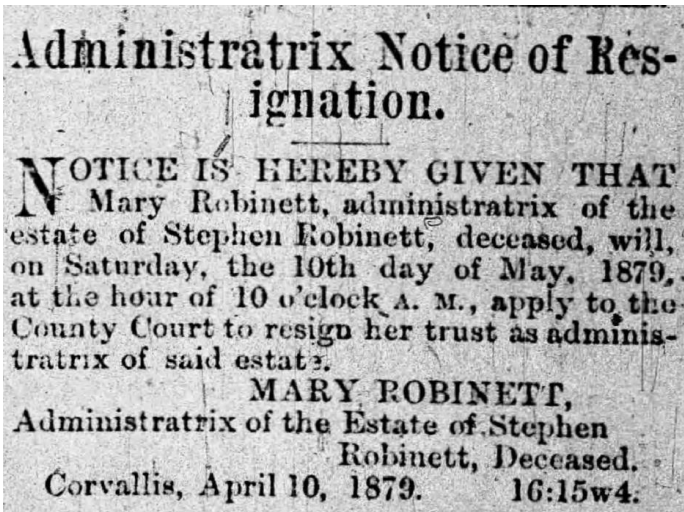 Administratrix Notice of Res-
ignation.
NOTICE IS HEREBY GIVEN THAT
Mary Robinett, administratrix of the
estate of Stephen Robinett, deceased, will,
on Saturday, the 10th day of May, 1879,
at the hour of 10 o'clock A. M., apply to the
County Court to resign her trust as adminis-
tratrix of said estate.
MARY ROBINETT,
Administratrix of the Estate of Stephen
Robinett, Deceased.
Corvallis, April 10, 1879. 16:15w4.